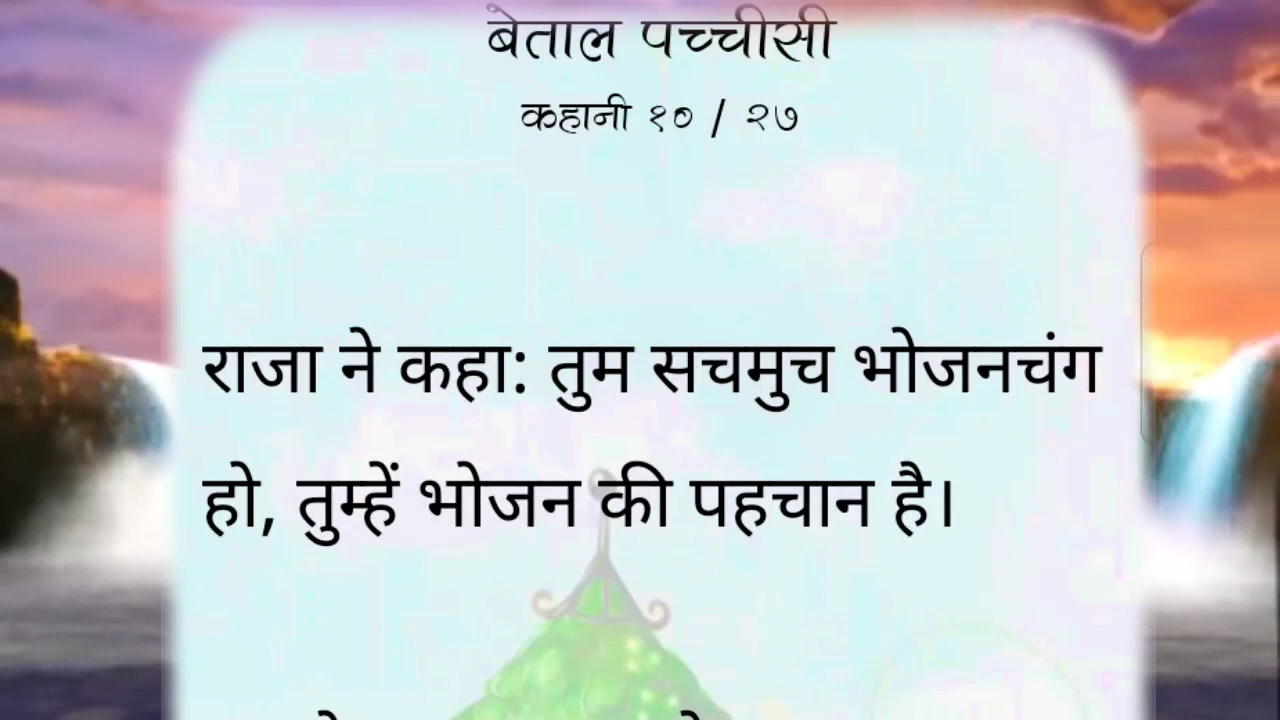 बेताल पच्चीसी
कहानी १० / २७
राजा ने कहा: तुम सचमुच भोजनचंग
हो, तुम्हें भोजन की पहचान है।